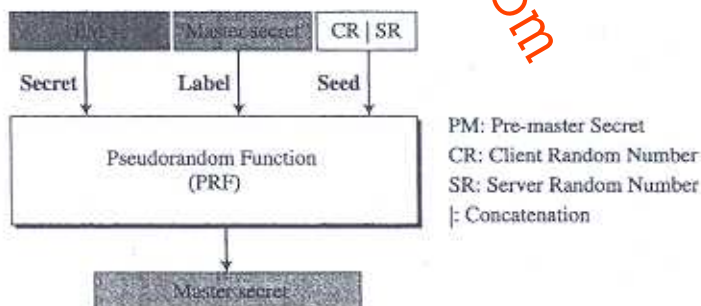 PM
Master secret
CR | SR
om
Secret
Label
Seed
Pseudorandom Function
(PRF)
PM: Pre-master Secret
CR: Client Random Number
SR: Server Random Number
|: Concatenation
Master secret